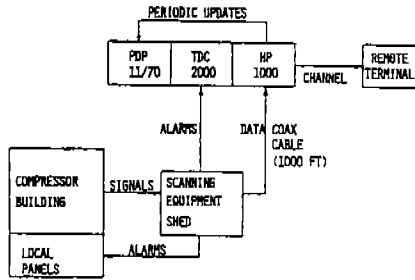 PERIODIC UPDATES
PDP
11/70
TDC
2000
HP
1000
REMOTE
TERMINAL
CHANNEL
ALARMS
DATA COAX
CABLE
(1000 FT)
COMPRESSOR
BUILDING
SIGNALS
SCANNING
EQUIPMENT
SHED
LOCAL
PANELS
ALARMS